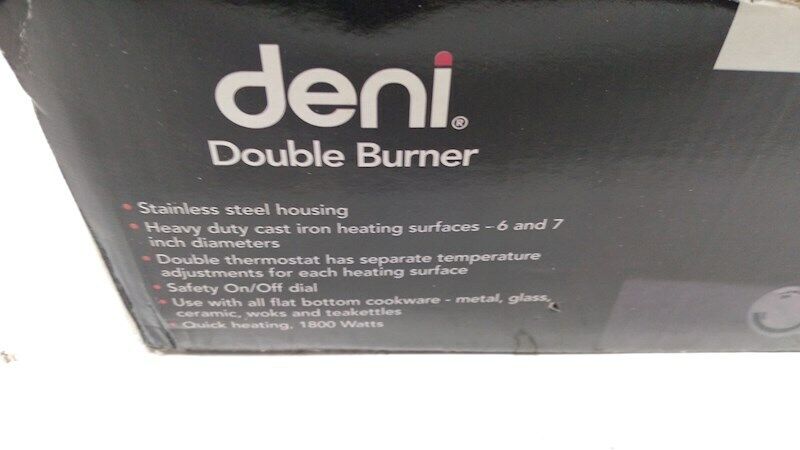 deni®
Double Burner
• Stainless steel housing
• Heavy duty cast iron heating surfaces - 6 and 7
inch diameters
• Double thermostat has separate temperature
adjustments for each heating surface
• Safety On/Off dial
• Use with all flat bottom cookware - metal, glass,
ceramic, woks and teakettles
• Quick heating, 1800 Watts